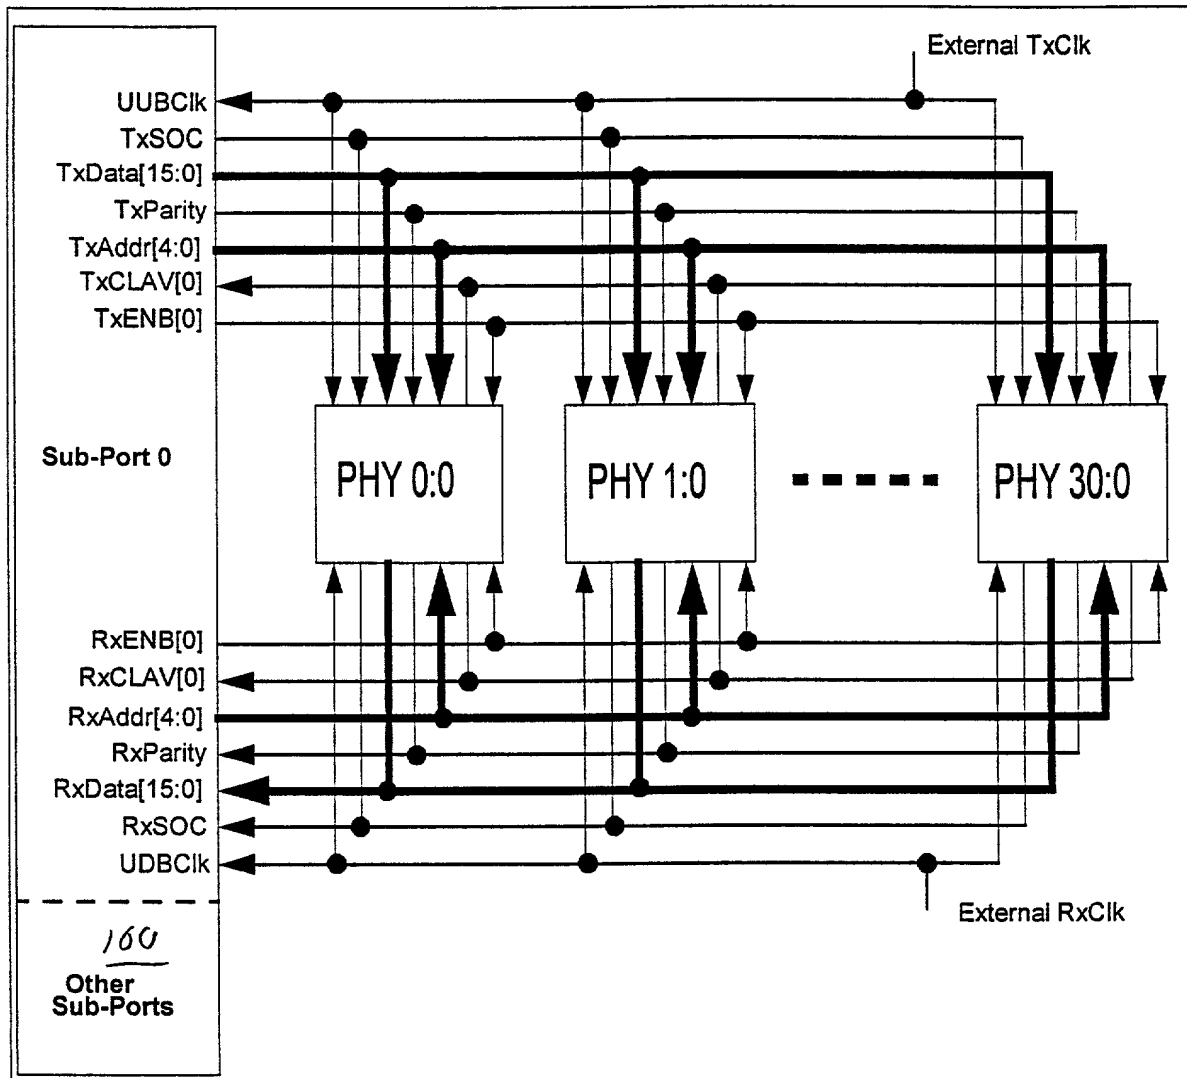 External TxClk
UUBClk
TxSOC
TxData[15:0]
TxParity
TxAddr[4:0]
TxCLAV[0]
TxENB[0]
Sub-Port 0
PHY 0:0
PHY 1:0
PHY 30:0
RxENB[0]
RxCLAV[0]
RxAddr[4:0]
RxParity
RxData[15:0]
RxSOC
UDBClk
External RxClk
160
Other
Sub-Ports